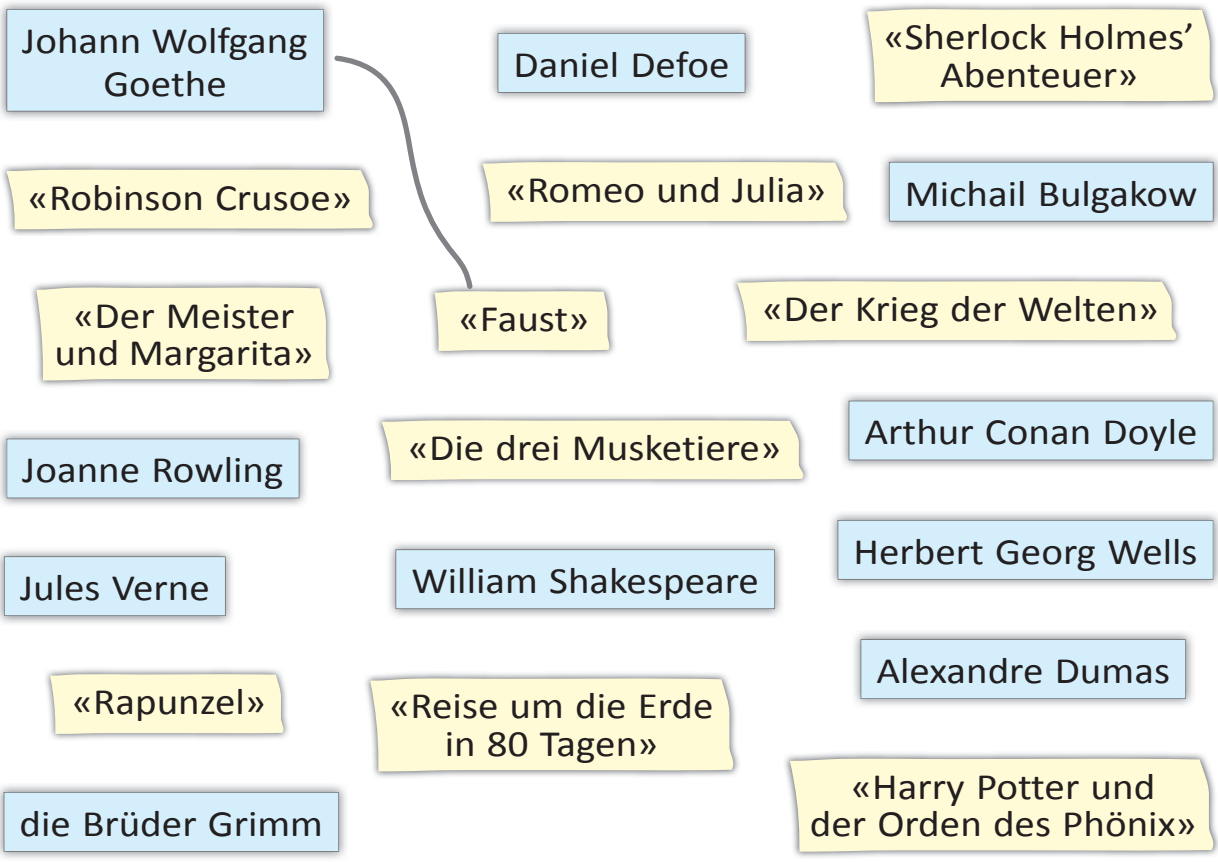 Johann Wolfgang
Goethe
Daniel Defoe
«Sherlock Holmes’
Abenteuer»
«Robinson Crusoe»
«Romeo und Julia»
Michail Bulgakow
«Der Meister
und Margarita»
«Faust»
«Der Krieg der Welten»
Joanne Rowling
«Die drei Musketiere»
Arthur Conan Doyle
Jules Verne
William Shakespeare
Herbert Georg Wells
«Rapunzel»
«Reise um die Erde
in 80 Tagen»
Alexandre Dumas
die Brüder Grimm
«Harry Potter und
der Orden des Phönix»